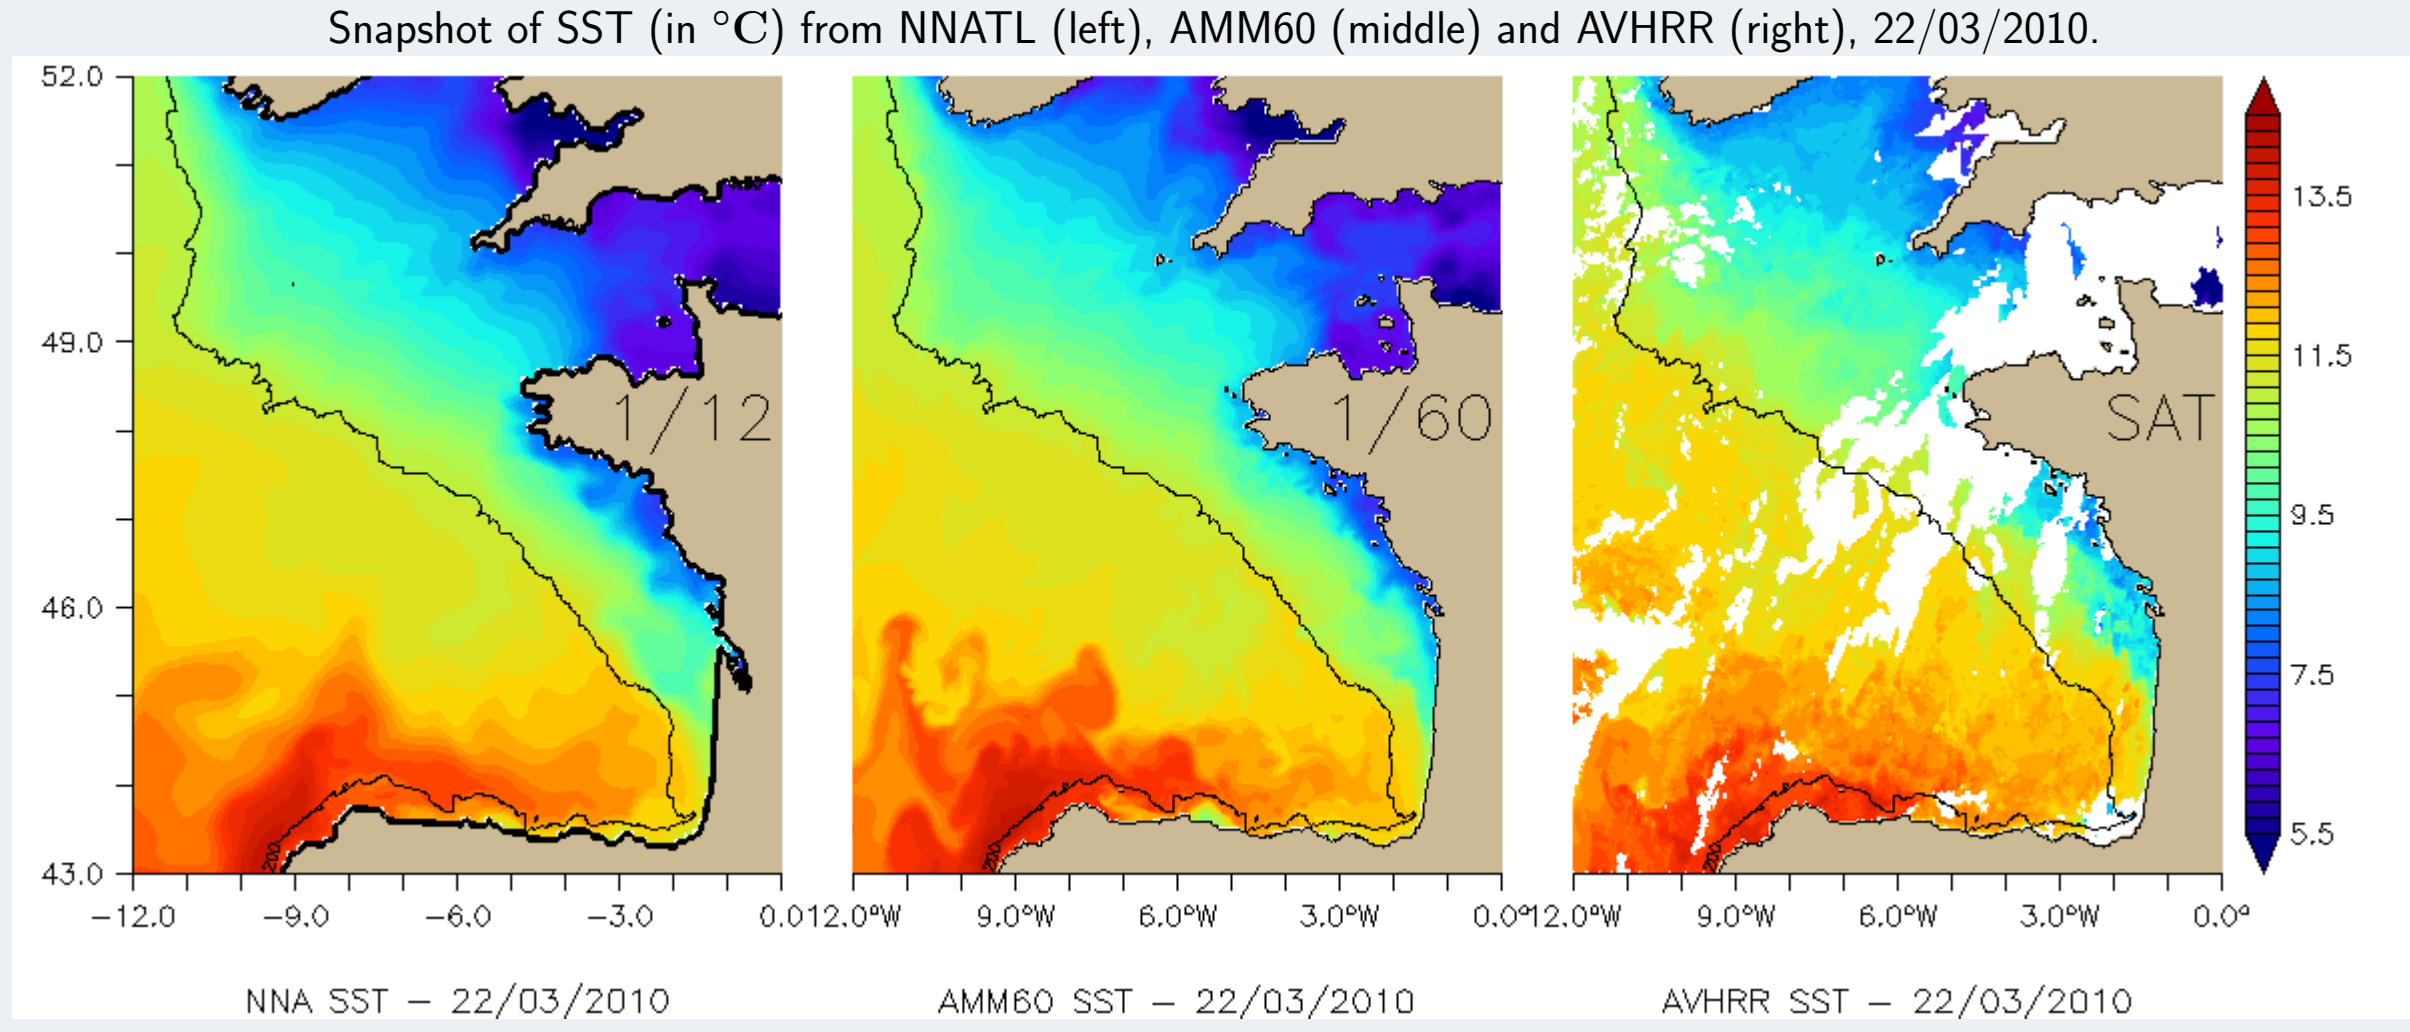 Snapshot of SST (in °C) from NNATL (left), AMM60 (middle) and AVHRR (right), 22/03/2010.
52.0
49.0
46.0
43.0
1/12
1/60
SAT
200
200
200
13.5
11.5
9.5
7.5
5.5
−12.0 −9.0 −6.0 −3.0 0.0
12.0°W 9.0°W 6.0°W 3.0°W 0.0°
12.0°W 9.0°W 6.0°W 3.0°W 0.0°
NNA SST − 22/03/2010
AMM60 SST − 22/03/2010
AVHRR SST − 22/03/2010